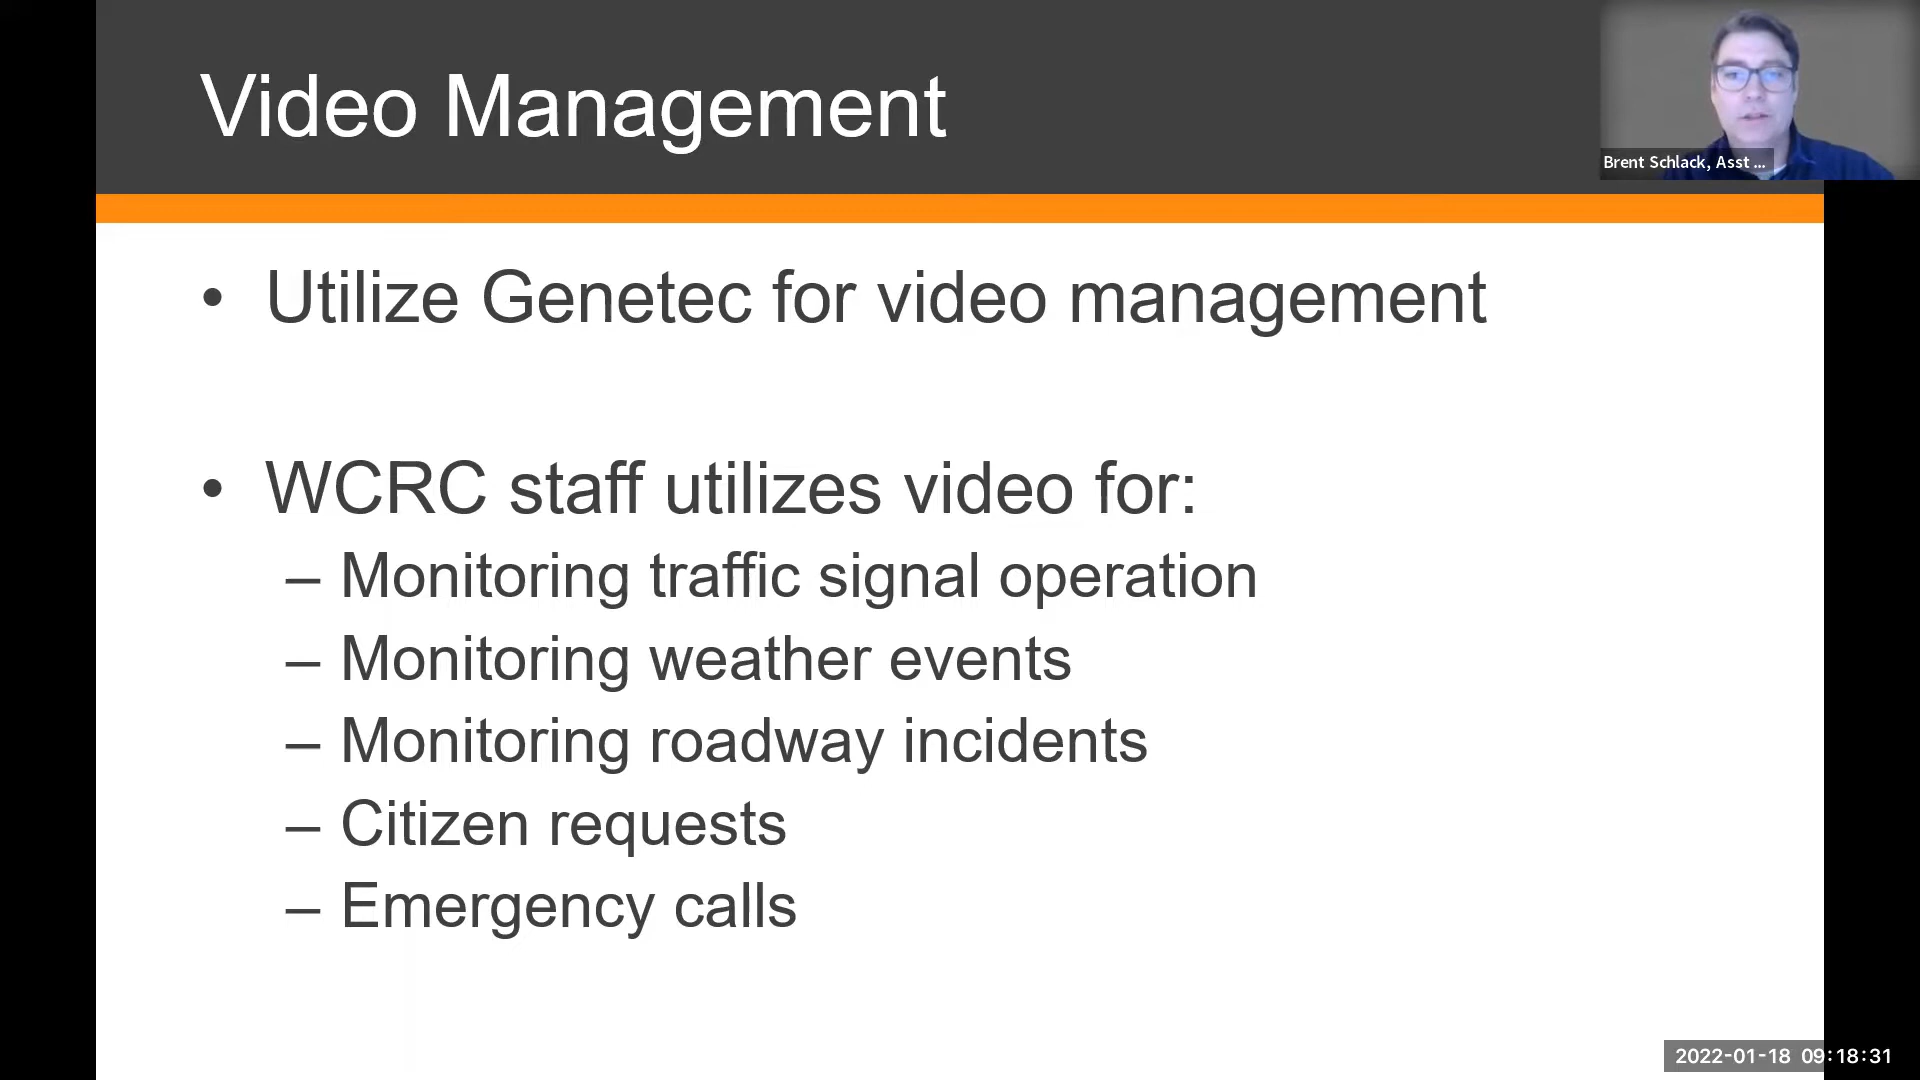 Video Management
Brent Schlack, Asst ...
• Utilize Genetec for video management
• WCRC staff utilizes video for:
– Monitoring traffic signal operation
– Monitoring weather events
– Monitoring roadway incidents
– Citizen requests
– Emergency calls
2022-01-18 09:18:31